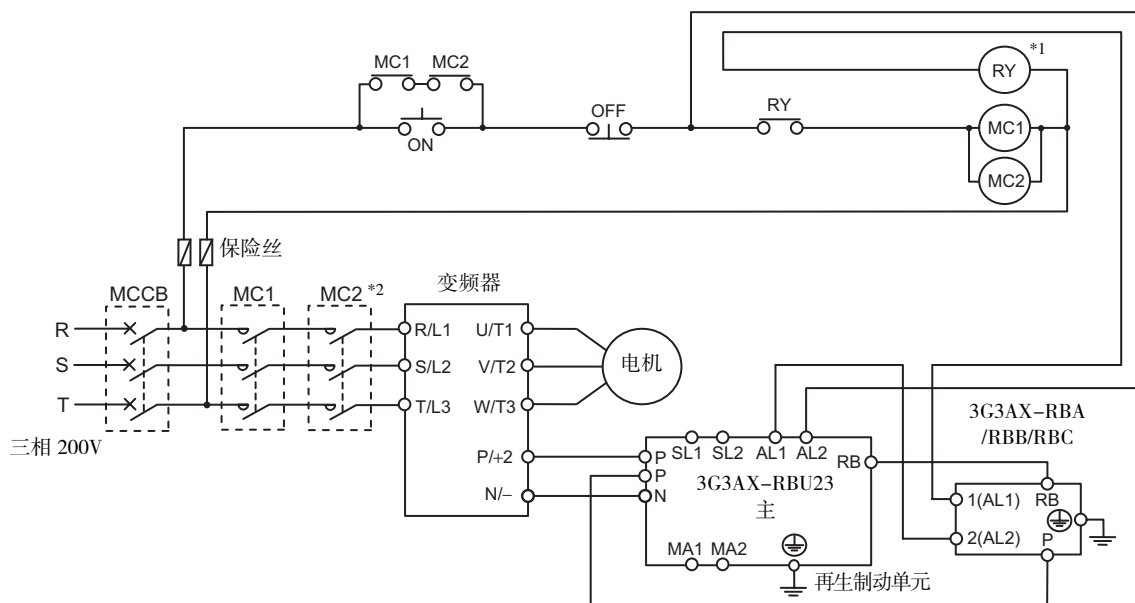 MC1 MC2
ON
OFF
RY
RY *1
MC1
MC2
保险丝
MCCB
MC1
MC2 *2
变频器
R
S
T
三相 200V
R/L1
S/L2
T/L3
U/T1
V/T2
W/T3
P/+2
N/−
电机
P
P
N
SL1 SL2 AL1 AL2
RB
3G3AX-RBU23
主
MA1 MA2
再生制动单元
3G3AX-RBA
/RBB/RBC
1(AL1)
2(AL2)
RB
P